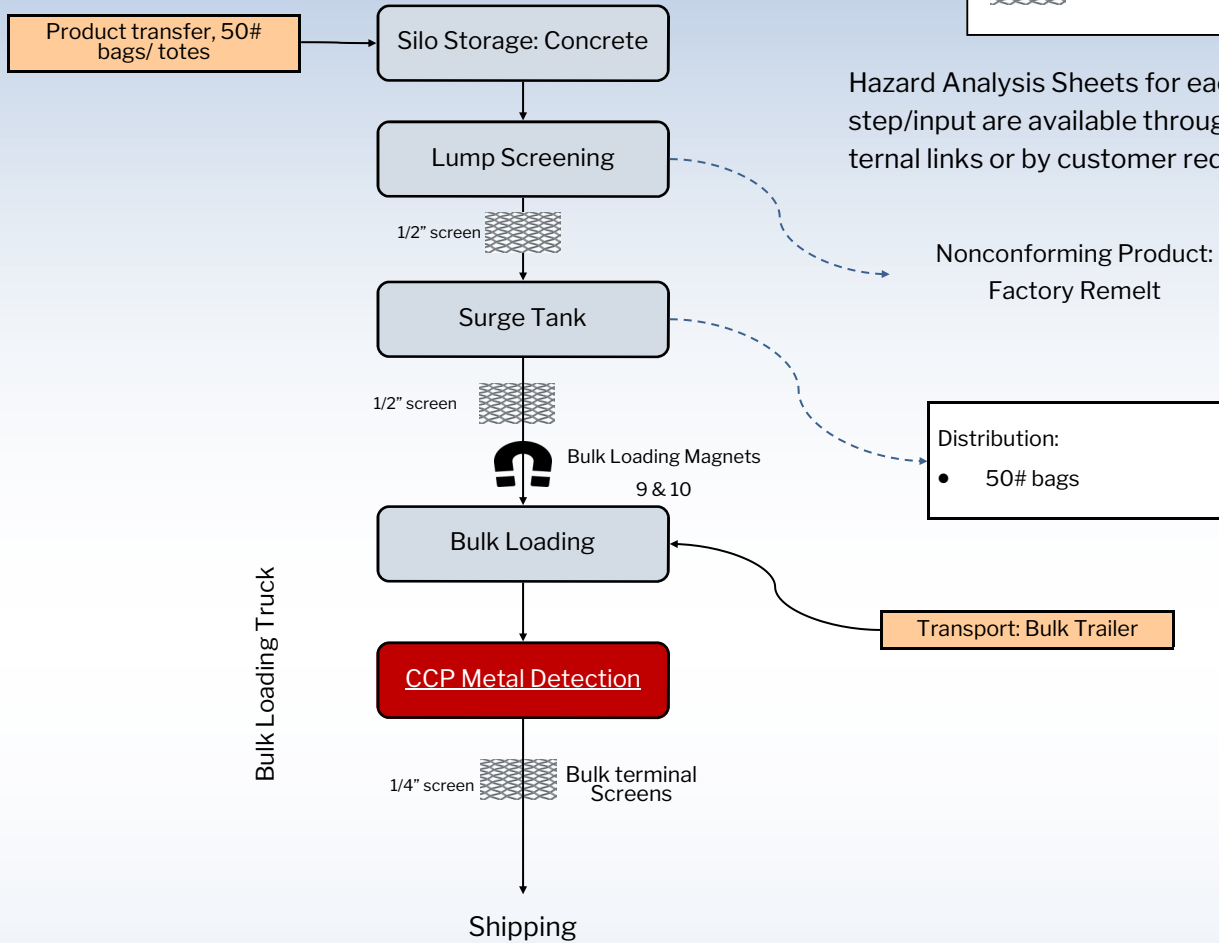 Product transfer, 50#
bags/ totes
Silo Storage: Concrete
Hazard Analysis Sheets for eac
step/input are available throug
ternal links or by customer req
Lump Screening
1/2” screen
Nonconforming Product:
Factory Remelt
Surge Tank
1/2” screen
Bulk Loading Magnets
9 & 10
Distribution:
• 50# bags
Bulk Loading
Bulk Loading Truck
Transport: Bulk Trailer
CCP Metal Detection
1/4” screen
Bulk terminal
Screens
Shipping